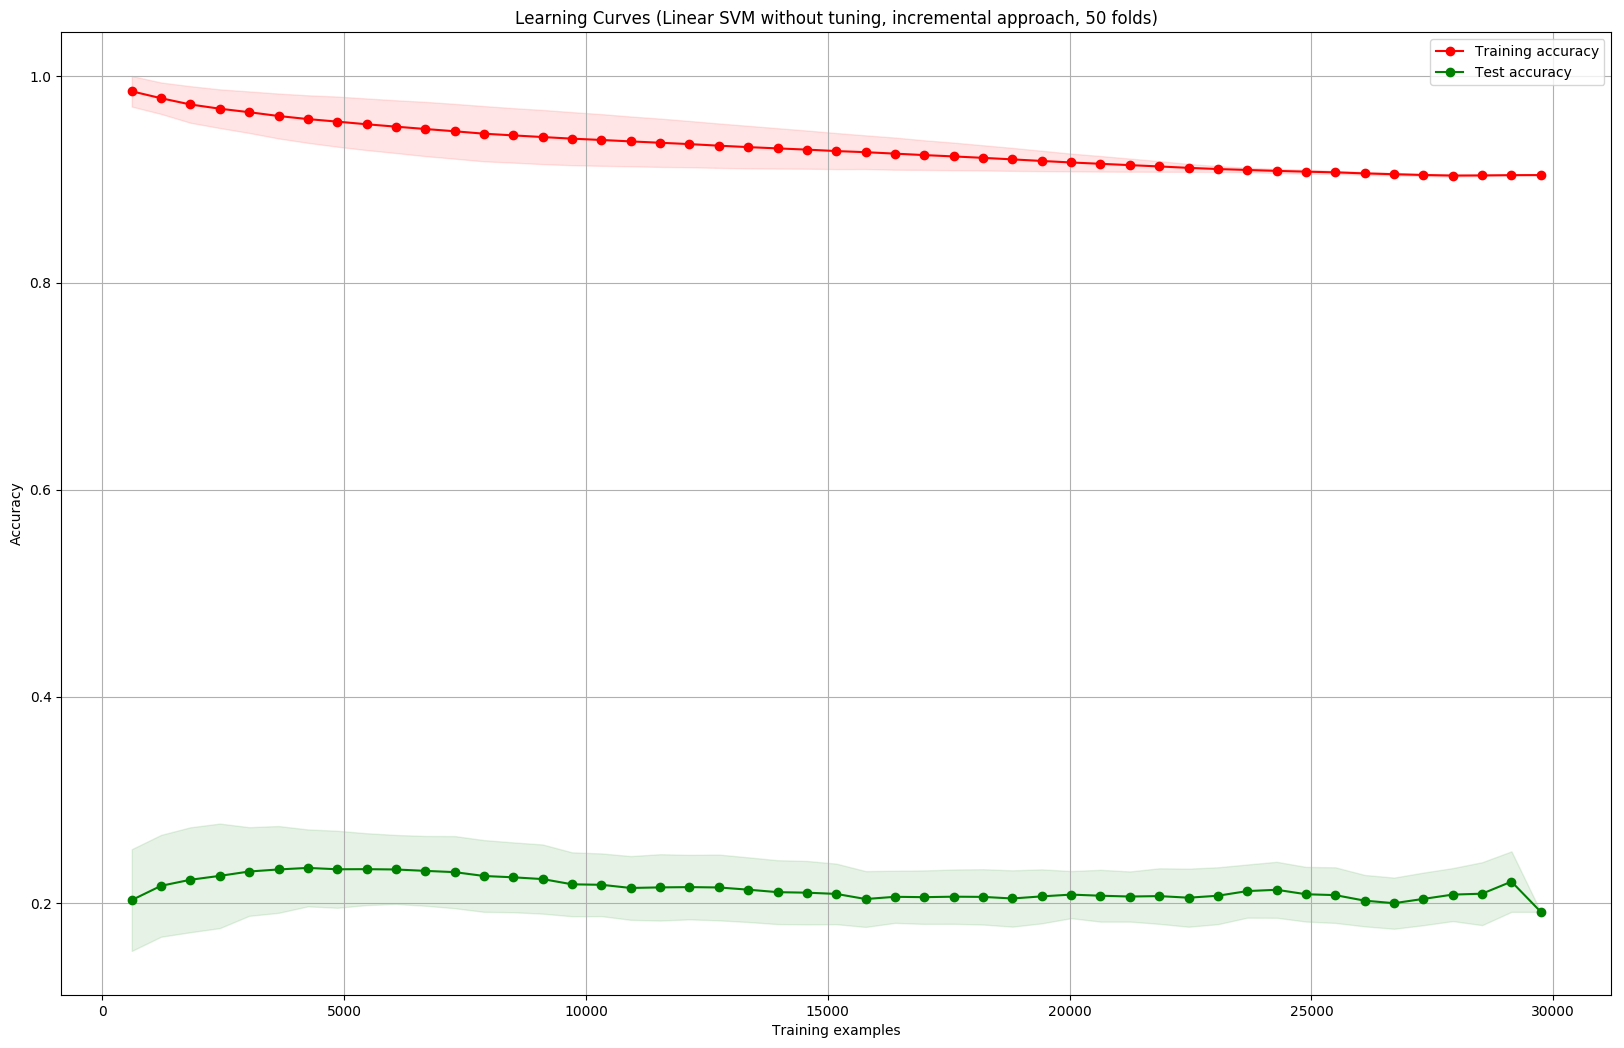 Learning Curves (Linear SVM without tuning, incremental approach, 50 folds)
Training accuracy
Test accuracy
1.0
0.8
0.6
0.4
0.2
Accuracy
0 5000 10000 15000 20000 25000 30000
Training examples